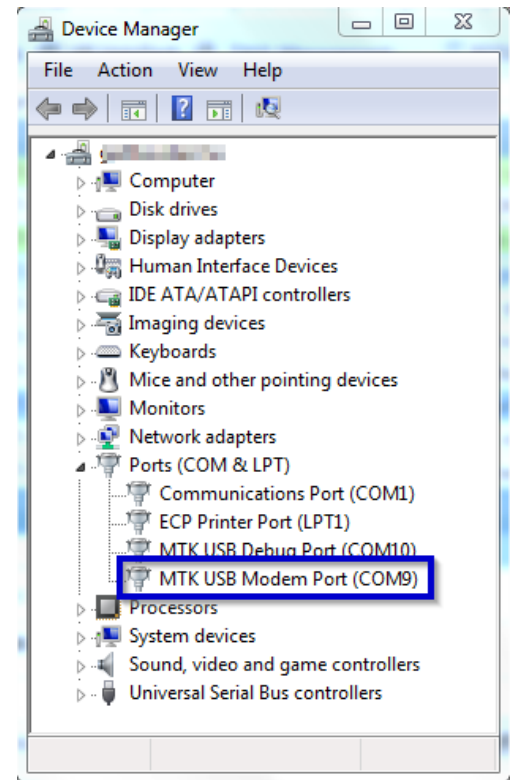 Device Manager
File Action View Help
Computer
Disk drives
Display adapters
Human Interface Devices
IDE ATA/ATAPI controllers
Imaging devices
Keyboards
Mice and other pointing devices
Monitors
Network adapters
Ports (COM & LPT)
Communications Port (COM1)
ECP Printer Port (LPT1)
MTK USB Debug Port (COM10)
MTK USB Modem Port (COM9)
Processors
System devices
Sound, video and game controllers
Universal Serial Bus controllers